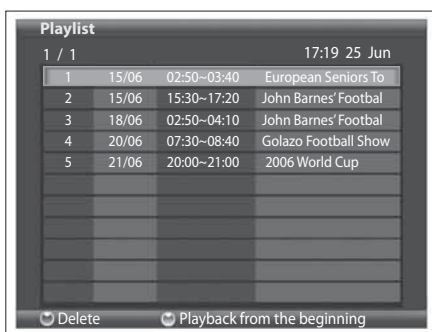 Playlist
1 / 1 17:19 25 Jun
1 15/06 02:50~03:40 European Seniors To
2 15/06 15:30~17:20 John Barnes' Footbal
3 18/06 02:50~04:10 John Barnes' Footbal
4 20/06 07:30~08:40 Golazo Football Show
5 21/06 20:00~21:00 2006 World Cup
Delete Playback from the beginning